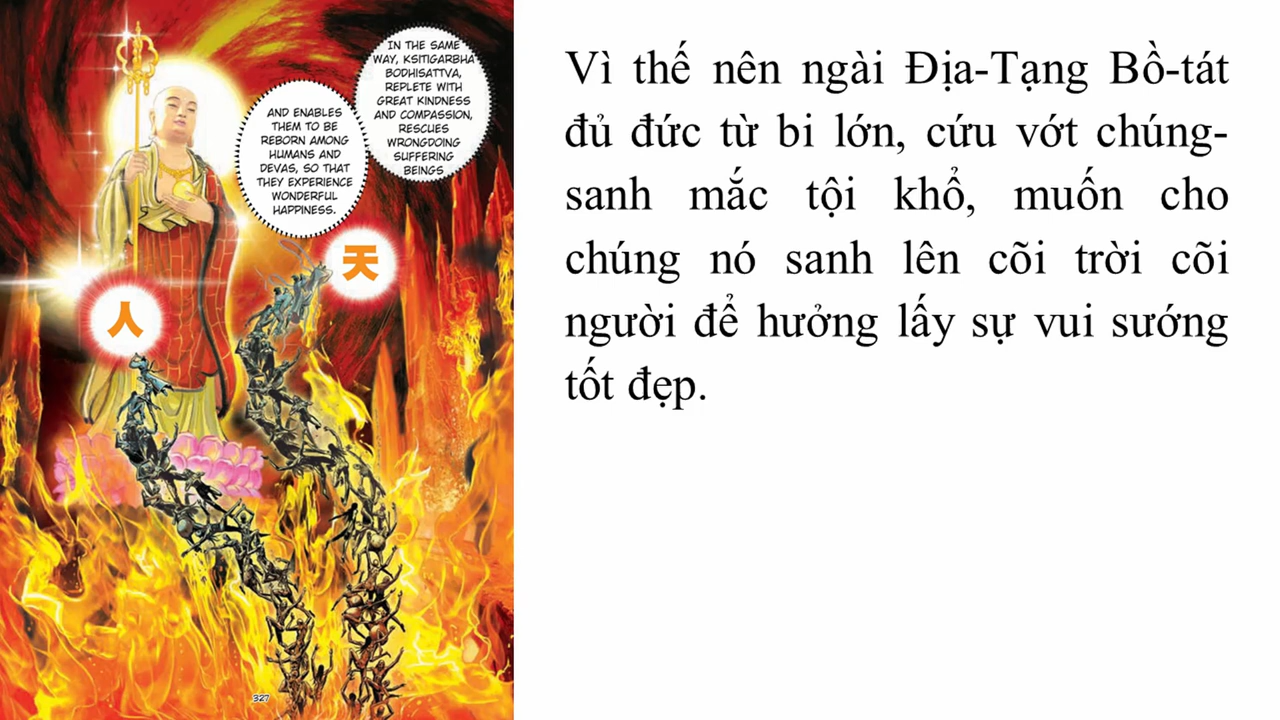 IN THE SAME
WAY, KSITIGARBHA
BODHISATTVA,
REPLETE WITH
GREAT KINDNESS
AND COMPASSION,
RESCUES
WRONGDOING
SUFFERING
BEINGS
AND ENABLES
THEM TO BE
REBORN AMONG
HUMANS AND
DEVAS, SO THAT
THEY EXPERIENCE
WONDERFUL
HAPPINESS.
天
人
327
Vì thế nên ngài Địa-Tạng Bồ-tát
đủ đức từ bi lớn, cứu vớt chúng-
sanh mắc tội khổ, muốn cho
chúng nó sanh lên cõi trời cõi
người để hưởng lấy sự vui sướng
tốt đẹp.